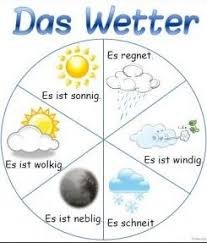 Das Wetter
Es ist sonnig.
Es regnet.
Es ist wolkig.
Es ist windig.
Es ist neblig.
Es schneit